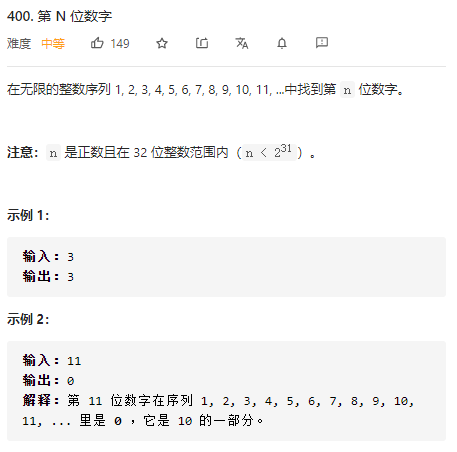 400. 第 N 位数字
难度 中等 149
在无限的整数序列 1, 2, 3, 4, 5, 6, 7, 8, 9, 10, 11, ...中找到第 n 位数字。
注意： n 是正数且在 32 位整数范围内（ n < 2³¹ ）。
示例 1：
输入：3
输出：3
示例 2：
输入：11
输出：0
解释：第 11 位数字在序列 1, 2, 3, 4, 5, 6, 7, 8, 9, 10,
11, ... 里是 0 ，它是 10 的一部分。